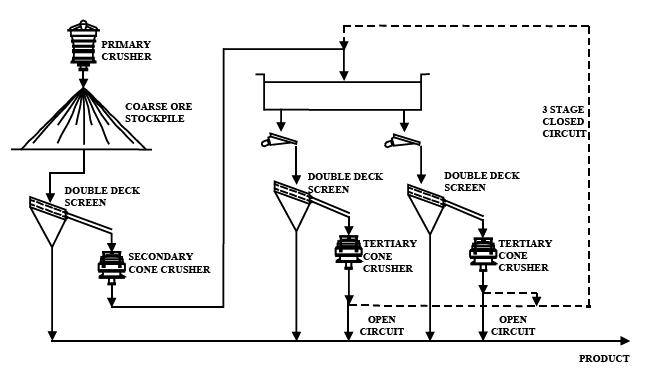 PRIMARY
CRUSHER
COARSE ORE
STOCKPILE
3 STAGE
CLOSED
CIRCUIT
DOUBLE DECK
SCREEN
DOUBLE DECK
SCREEN
DOUBLE DECK
SCREEN
SECONDARY
CONE CRUSHER
TERTIARY
CONE
CRUSHER
TERTIARY
CONE
CRUSHER
OPEN
CIRCUIT
OPEN
CIRCUIT
PRODUCT